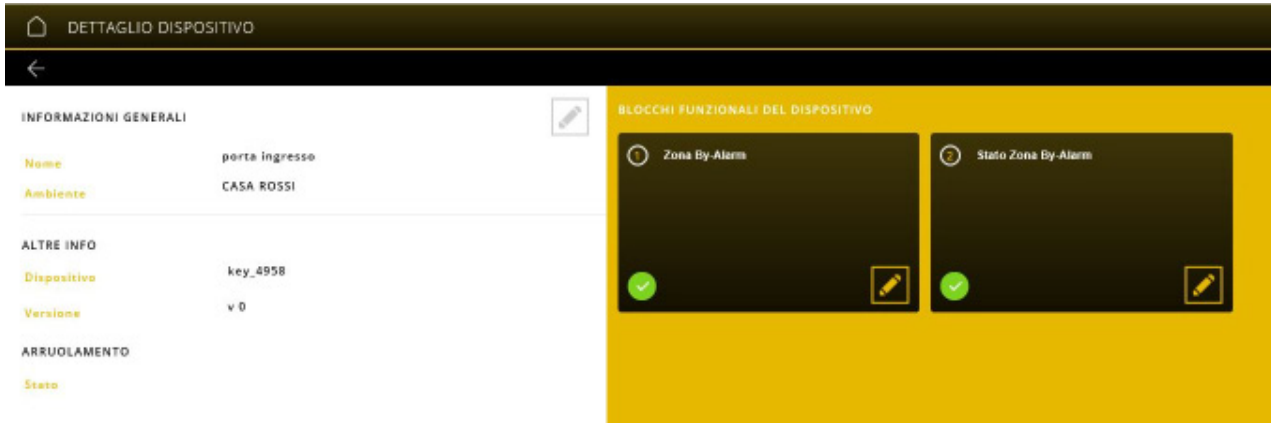 DETTAGLIO DISPOSITIVO
INFORMAZIONI GENERALI
Nome porta ingresso
Ambiente CASA ROSSI
ALTRE INFO
Dispositivo key_4958
Versione v 0
ARRUOLAMENTO
Stato
BLOCCHI FUNZIONALI DEL DISPOSITIVO
1 Zona By-Alarm
2 Stato Zona By-Alarm